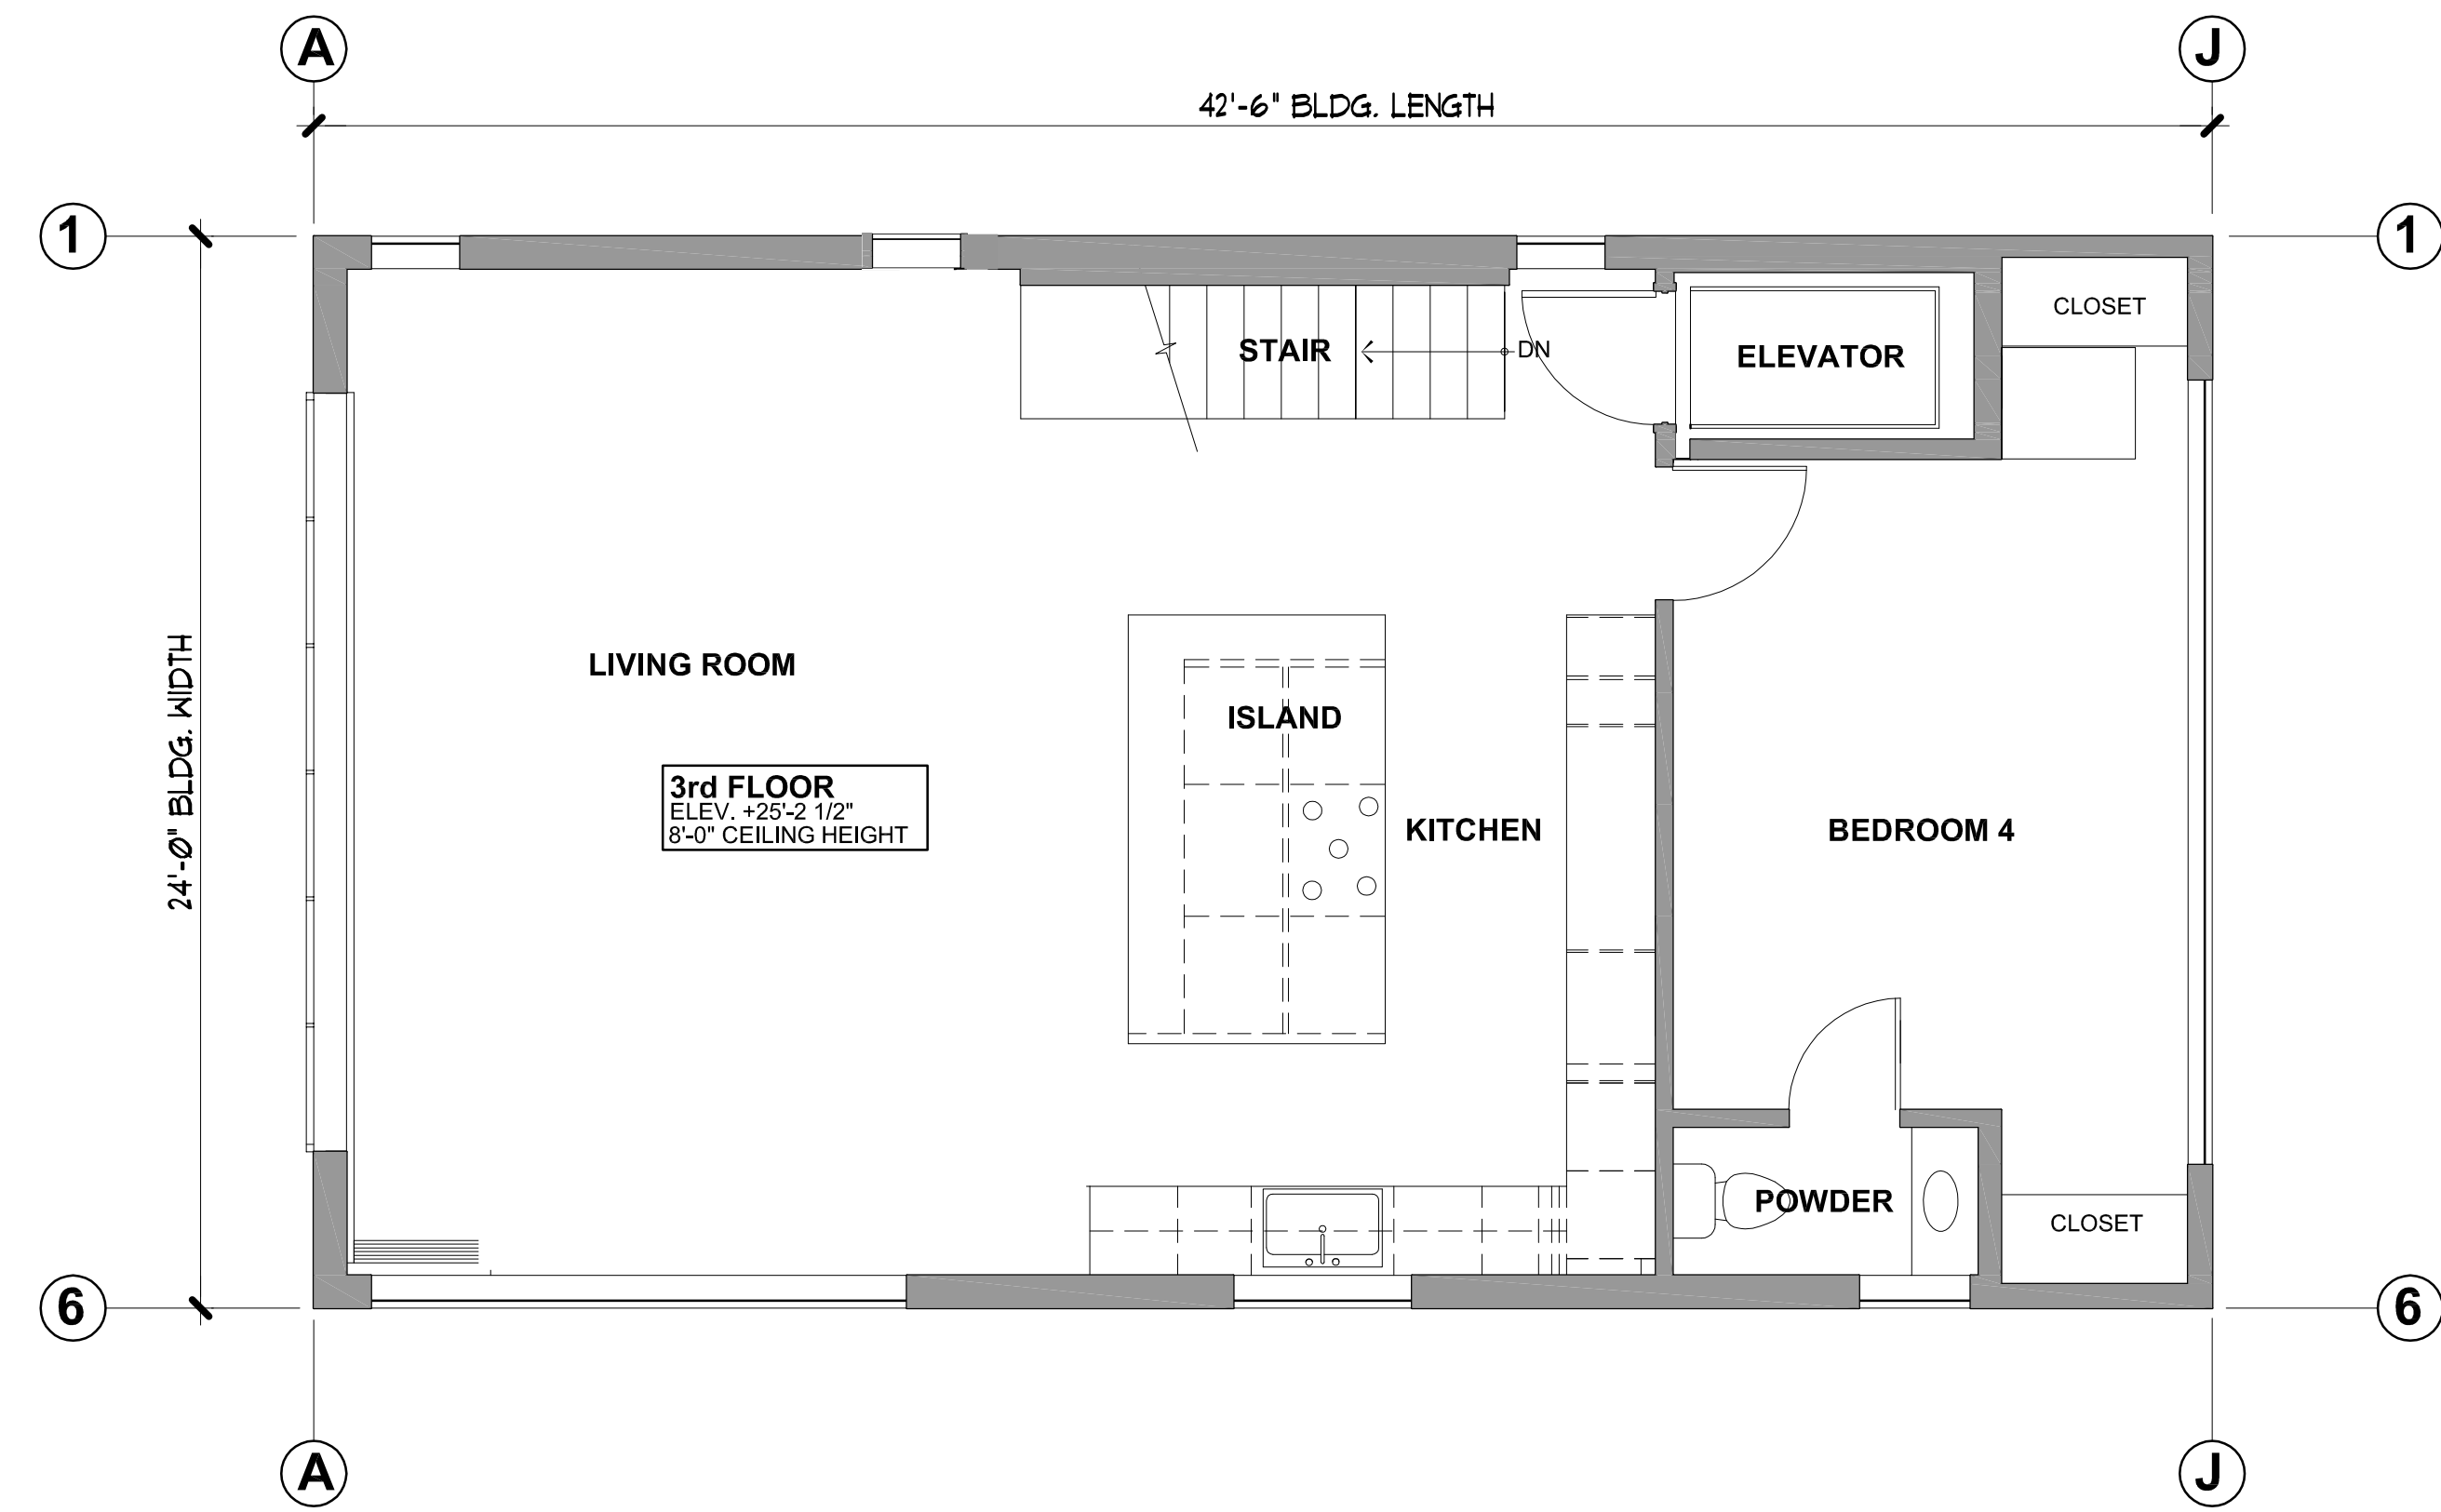 A
J
42'-6" BLDG. LENGTH
1
1
CLOSET
STAIR
DN
ELEVATOR
24'-0" BLDG. WIDTH
LIVING ROOM
ISLAND
3rd FLOOR
ELEV. +25'-2 1/2"
8'-0" CEILING HEIGHT
KITCHEN
BEDROOM 4
POWDER
CLOSET
6
6
A
J